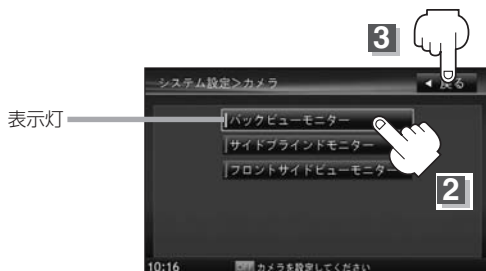 3
システム設定>カメラ
◀ 戻る
表示灯
バックビューモニター
サイドブラインドモニター
フロントサイドビューモニター
2
10:16
カメラを設定してください